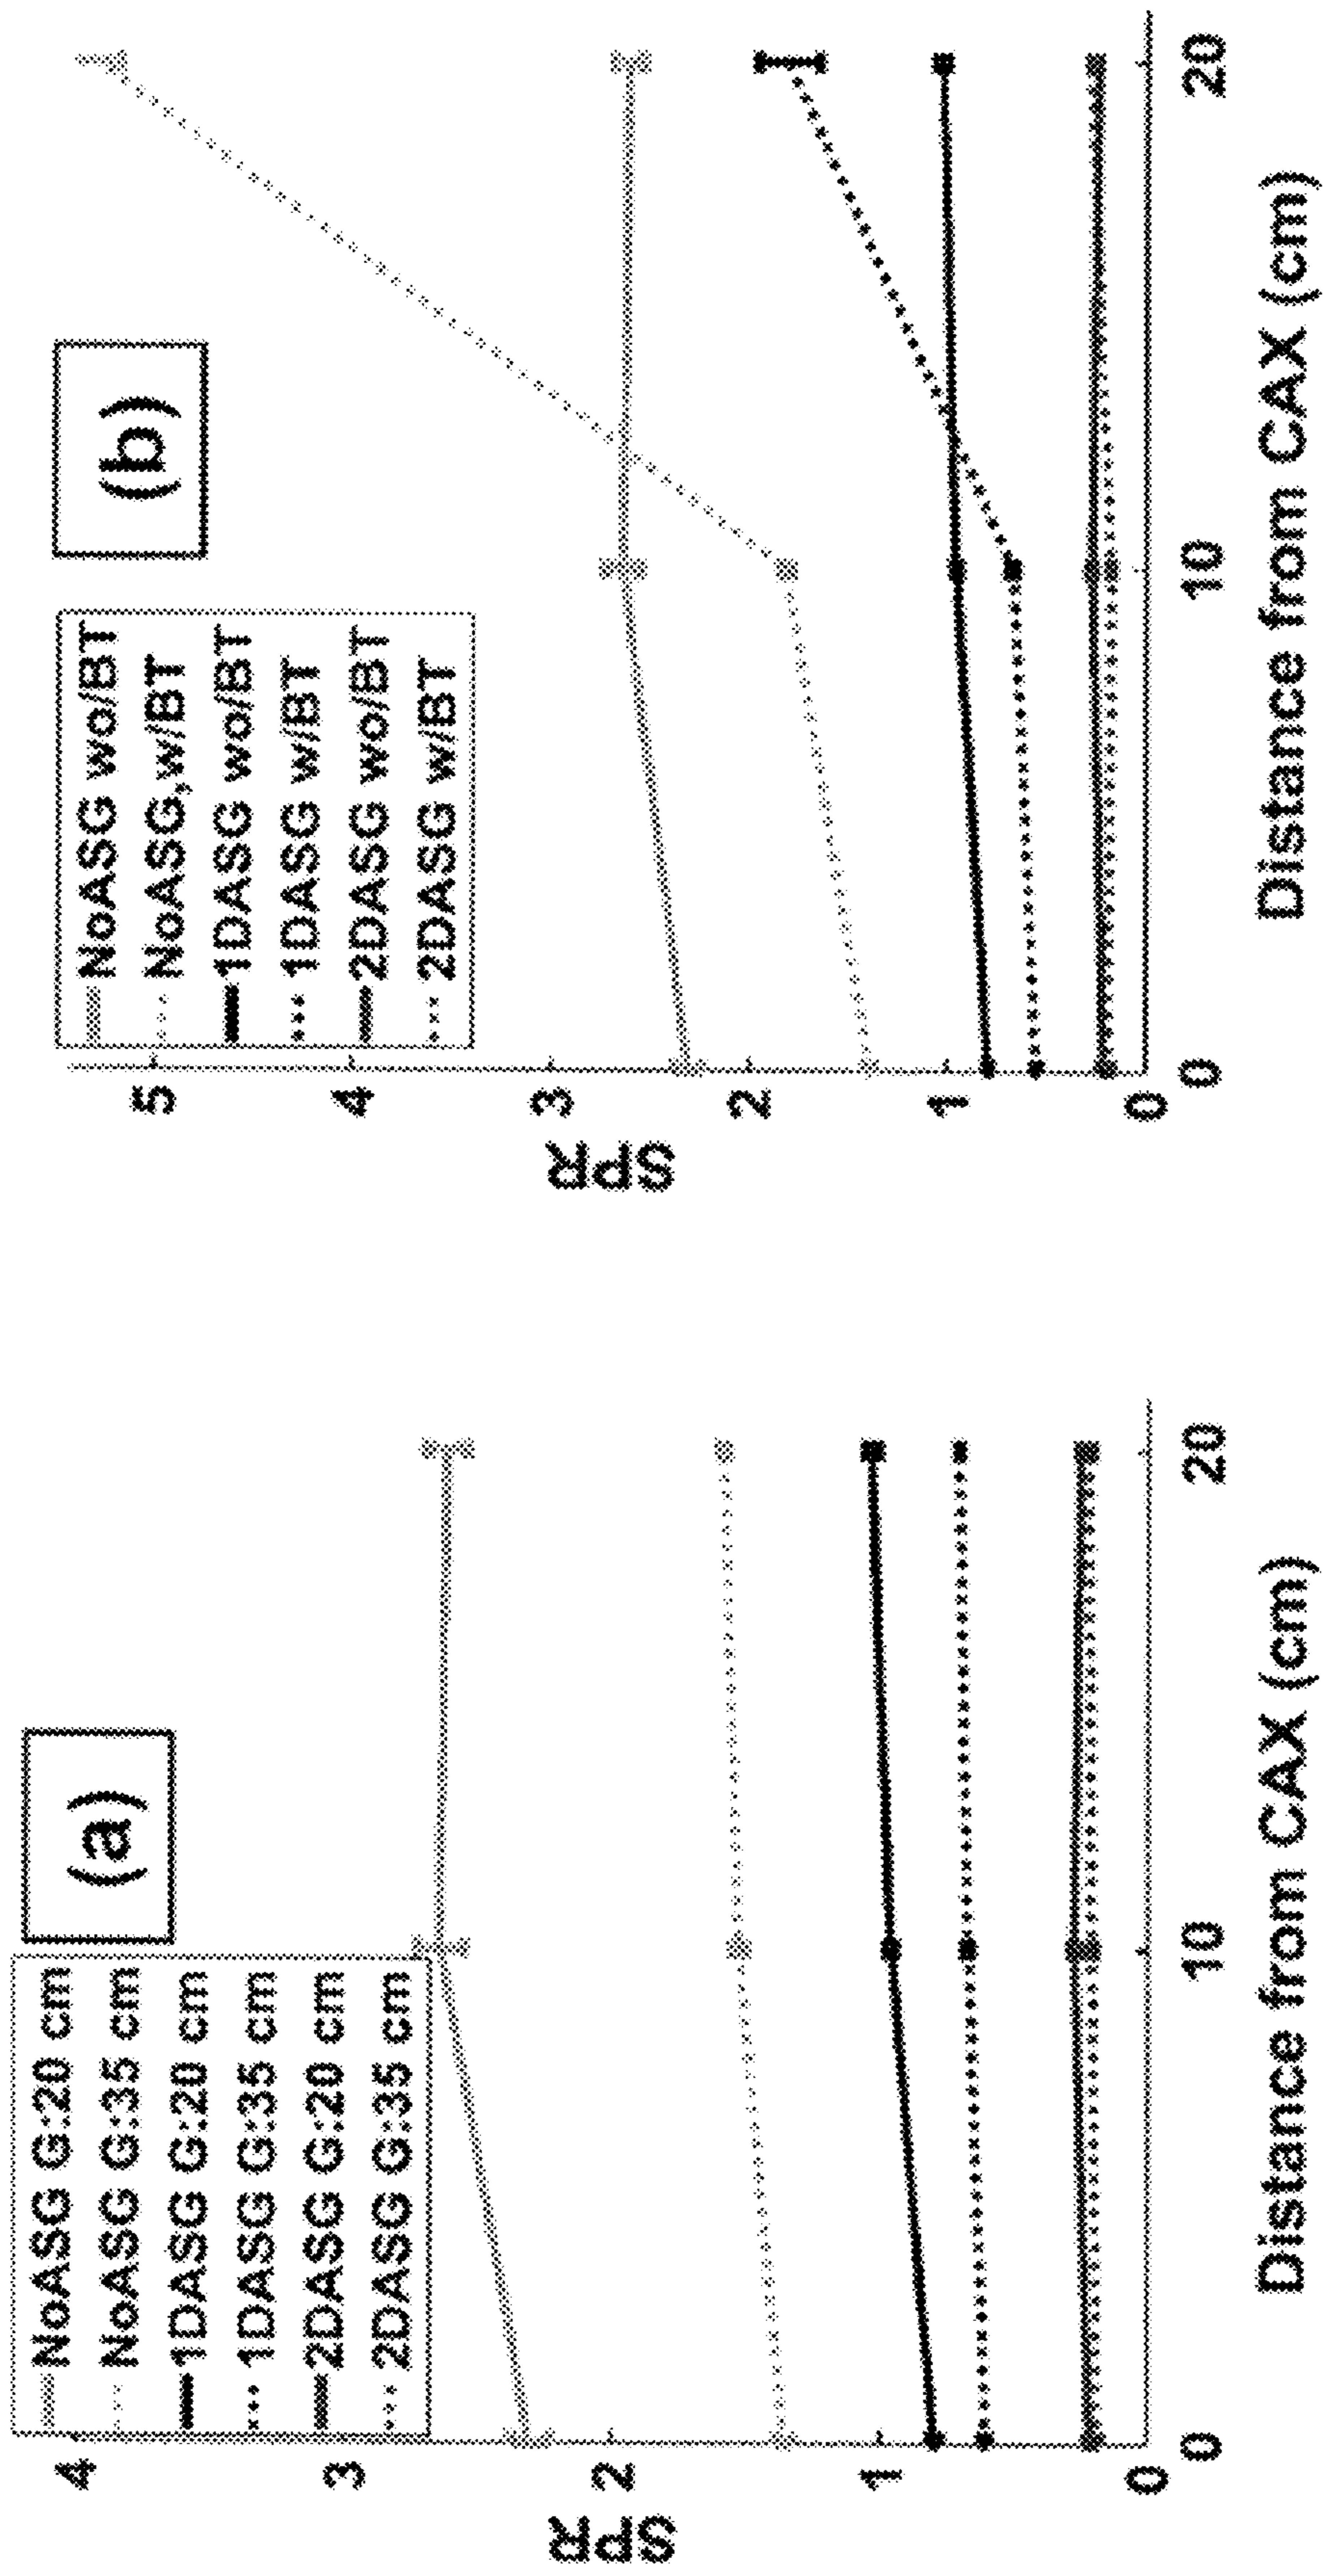 (a)
NoASG G:20 cm
NoASG G:35 cm
1DASG G:20 cm
1DASG G:35 cm
2DASG G:20 cm
2DASG G:35 cm
SPR
4
3
2
1
0
0 10 20
Distance from CAX (cm)
(b)
NoASG wo/BT
NoASG,w/BT
1DASG wo/BT
1DASG w/BT
2DASG wo/BT
2DASG w/BT
SPR
5
4
3
2
1
0
0 10 20
Distance from CAX (cm)